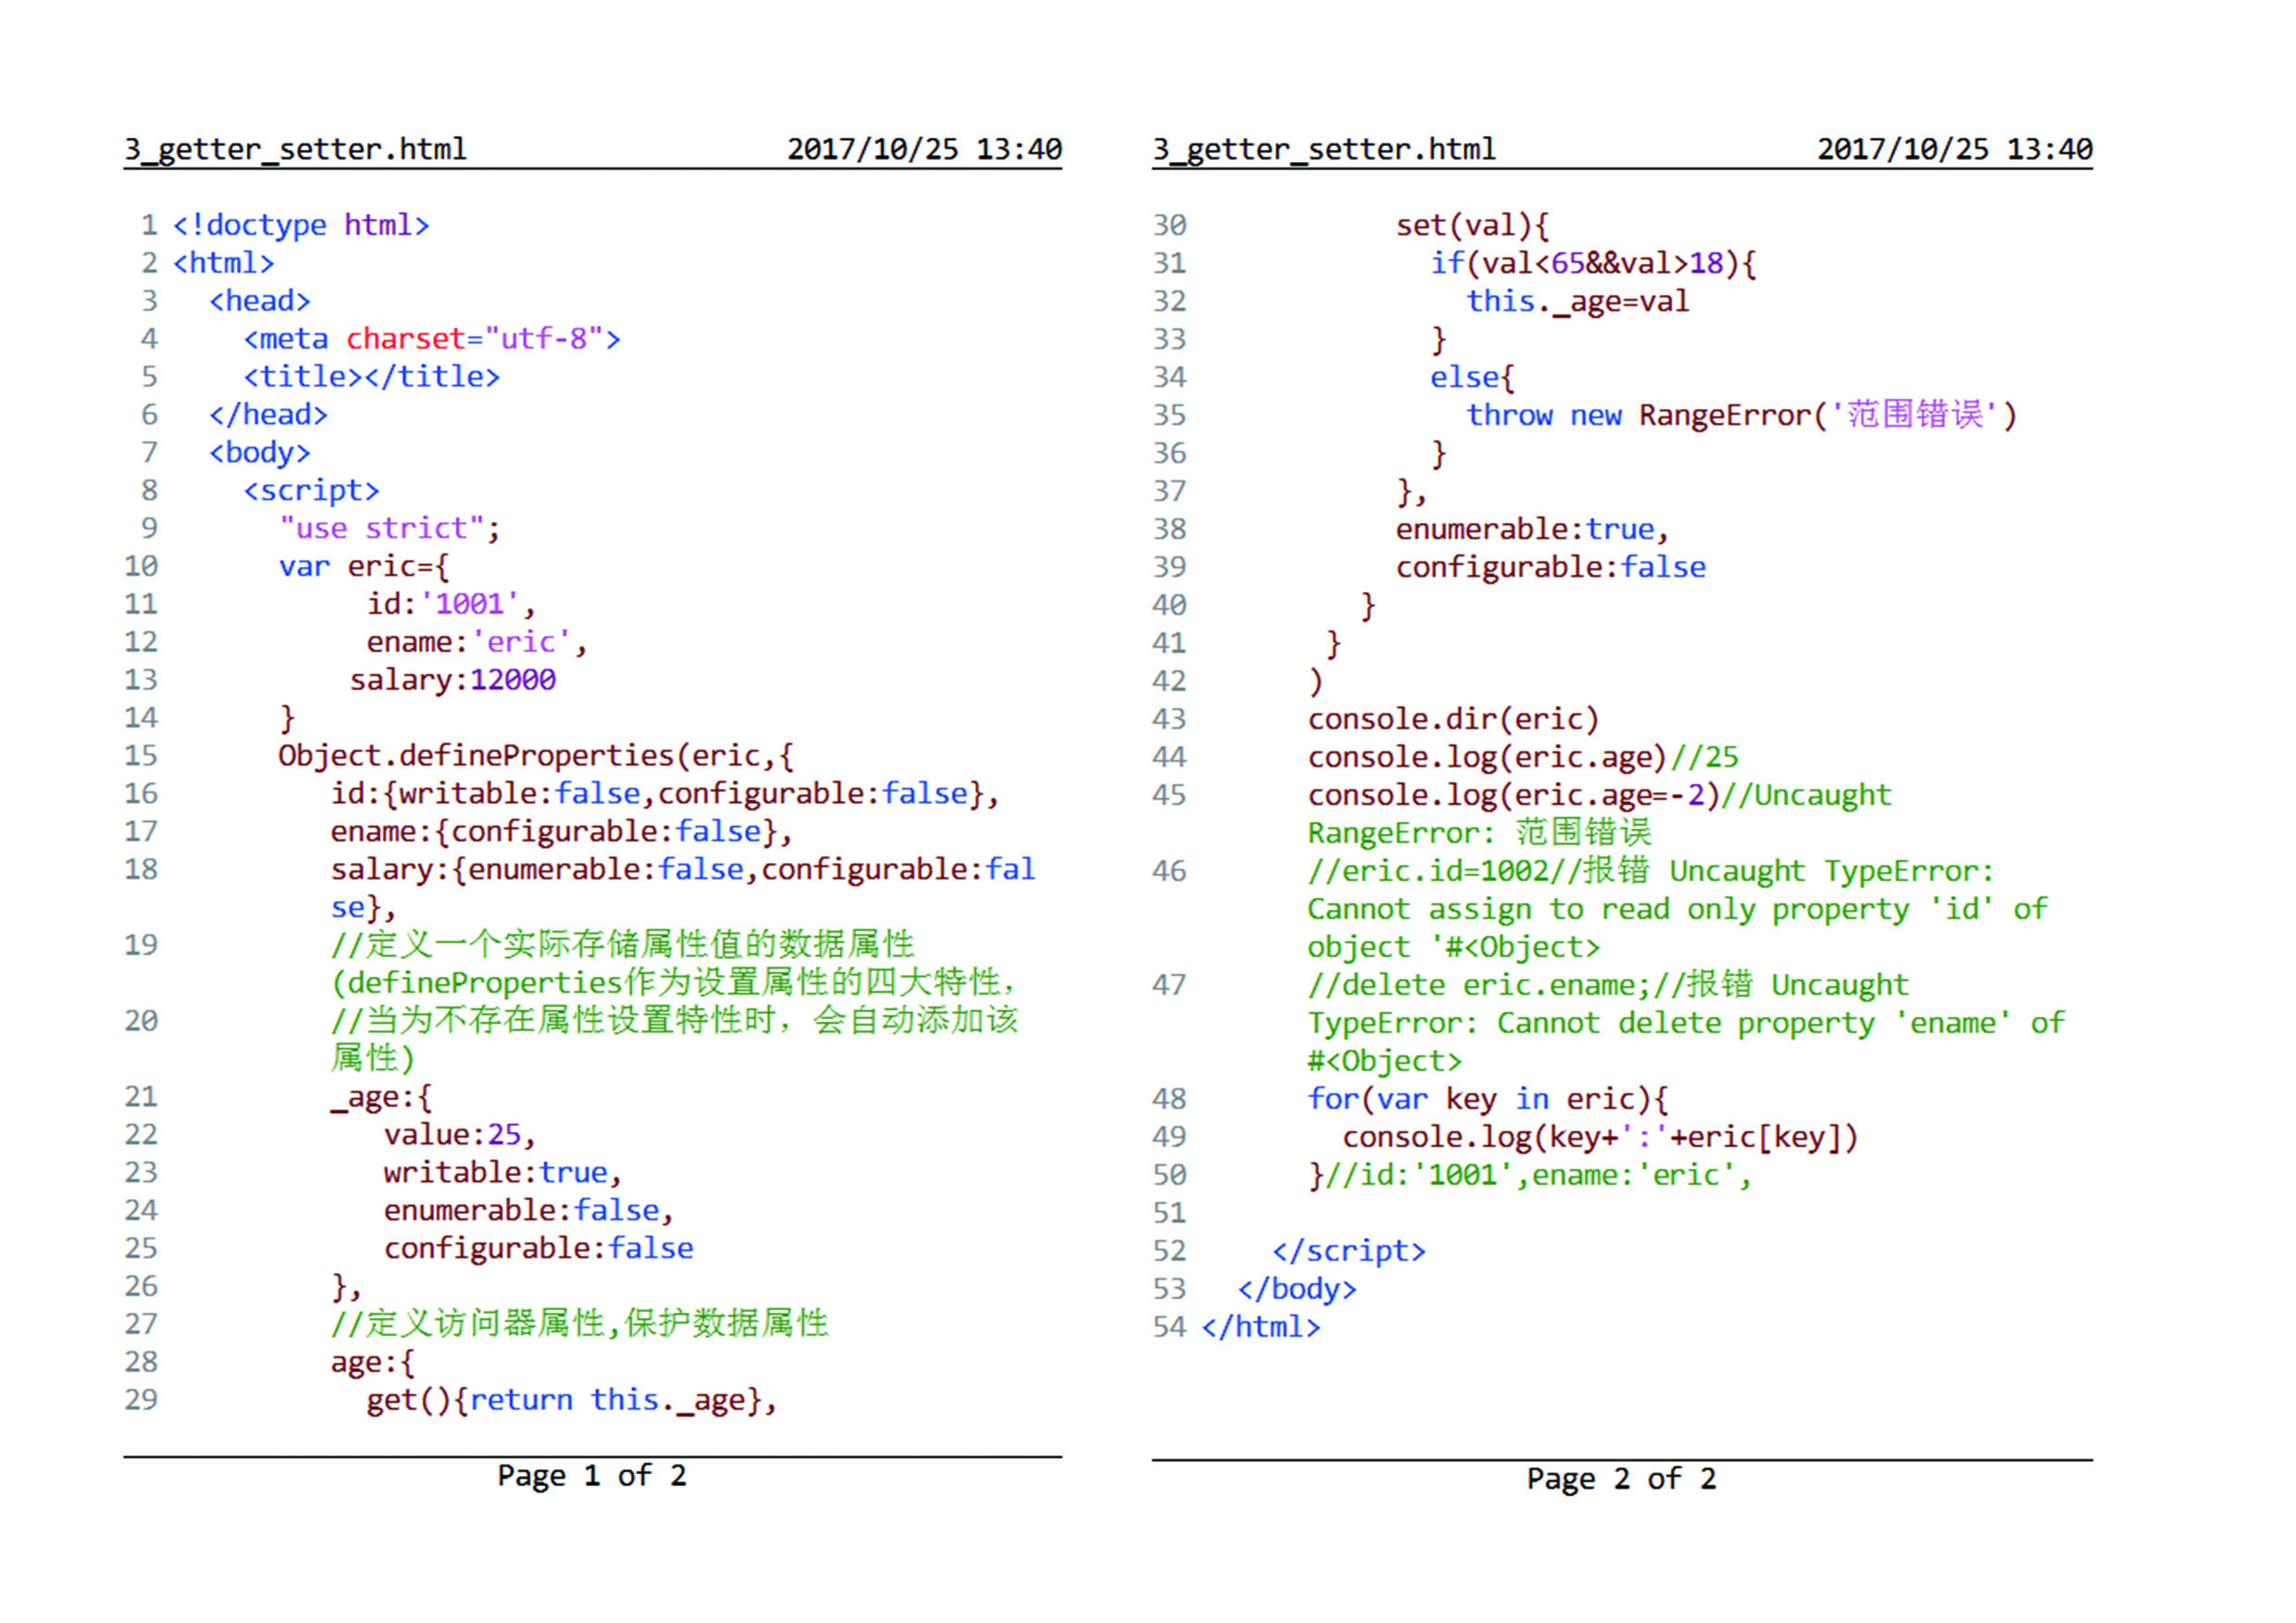 3_getter_setter.html 2017/10/25 13:40
1 <!doctype html>
2 <html>
3 <head>
4 <meta charset="utf-8">
5 <title></title>
6 </head>
7 <body>
8 <script>
9 "use strict";
10 var eric={
11 id:'1001',
12 ename:'eric',
13 salary:12000
14 }
15 Object.defineProperties(eric,{
16 id:{writable:false,configurable:false},
17 ename:{configurable:false},
18 salary:{enumerable:false,configurable:fal
se},
19 //定义一个实际存储属性值的数据属性
(defineProperties作为设置属性的四大特性，
20 //当为不存在属性设置特性时，会自动添加该
属性)
21 _age:{
22 value:25,
23 writable:true,
24 enumerable:false,
25 configurable:false
26 },
27 //定义访问器属性,保护数据属性
28 age:{
29 get(){return this._age},
Page 1 of 2
3_getter_setter.html 2017/10/25 13:40
30 set(val){
31 if(val<65&&val>18){
32 this._age=val
33 }
34 else{
35 throw new RangeError('范围错误')
36 }
37 },
38 enumerable:true,
39 configurable:false
40 }
41 }
42 )
43 console.dir(eric)
44 console.log(eric.age)//25
45 console.log(eric.age=-2)//Uncaught
RangeError: 范围错误
46 //eric.id=1002//报错 Uncaught TypeError:
Cannot assign to read only property 'id' of
object '#<Object>
47 //delete eric.ename;//报错 Uncaught
TypeError: Cannot delete property 'ename' of
#<Object>
48 for(var key in eric){
49 console.log(key+':'+eric[key])
50 }//id:'1001',ename:'eric',
51
52 </script>
53 </body>
54 </html>
Page 2 of 2